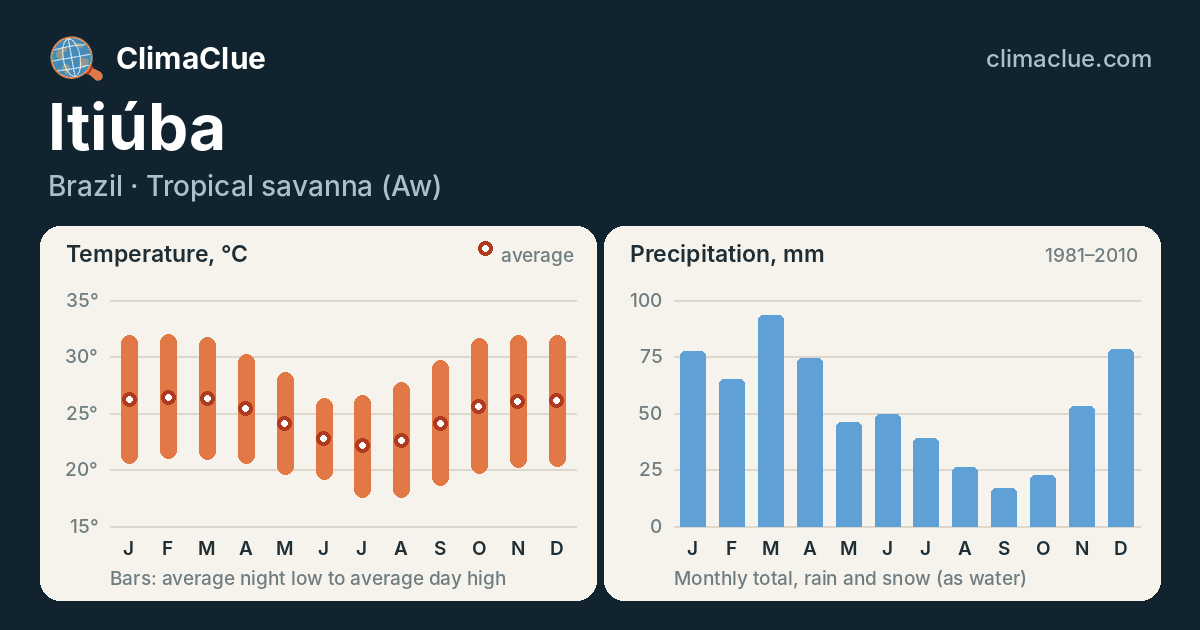 ClimaClue
climaclue.com
Itiúba
Brazil · Tropical savanna (Aw)
Temperature, °C
average
35°
30°
25°
20°
15°
J F M A M J J A S O N D
Bars: average night low to average day high
Precipitation, mm
1981–2010
100
75
50
25
0
J F M A M J J A S O N D
Monthly total, rain and snow (as water)